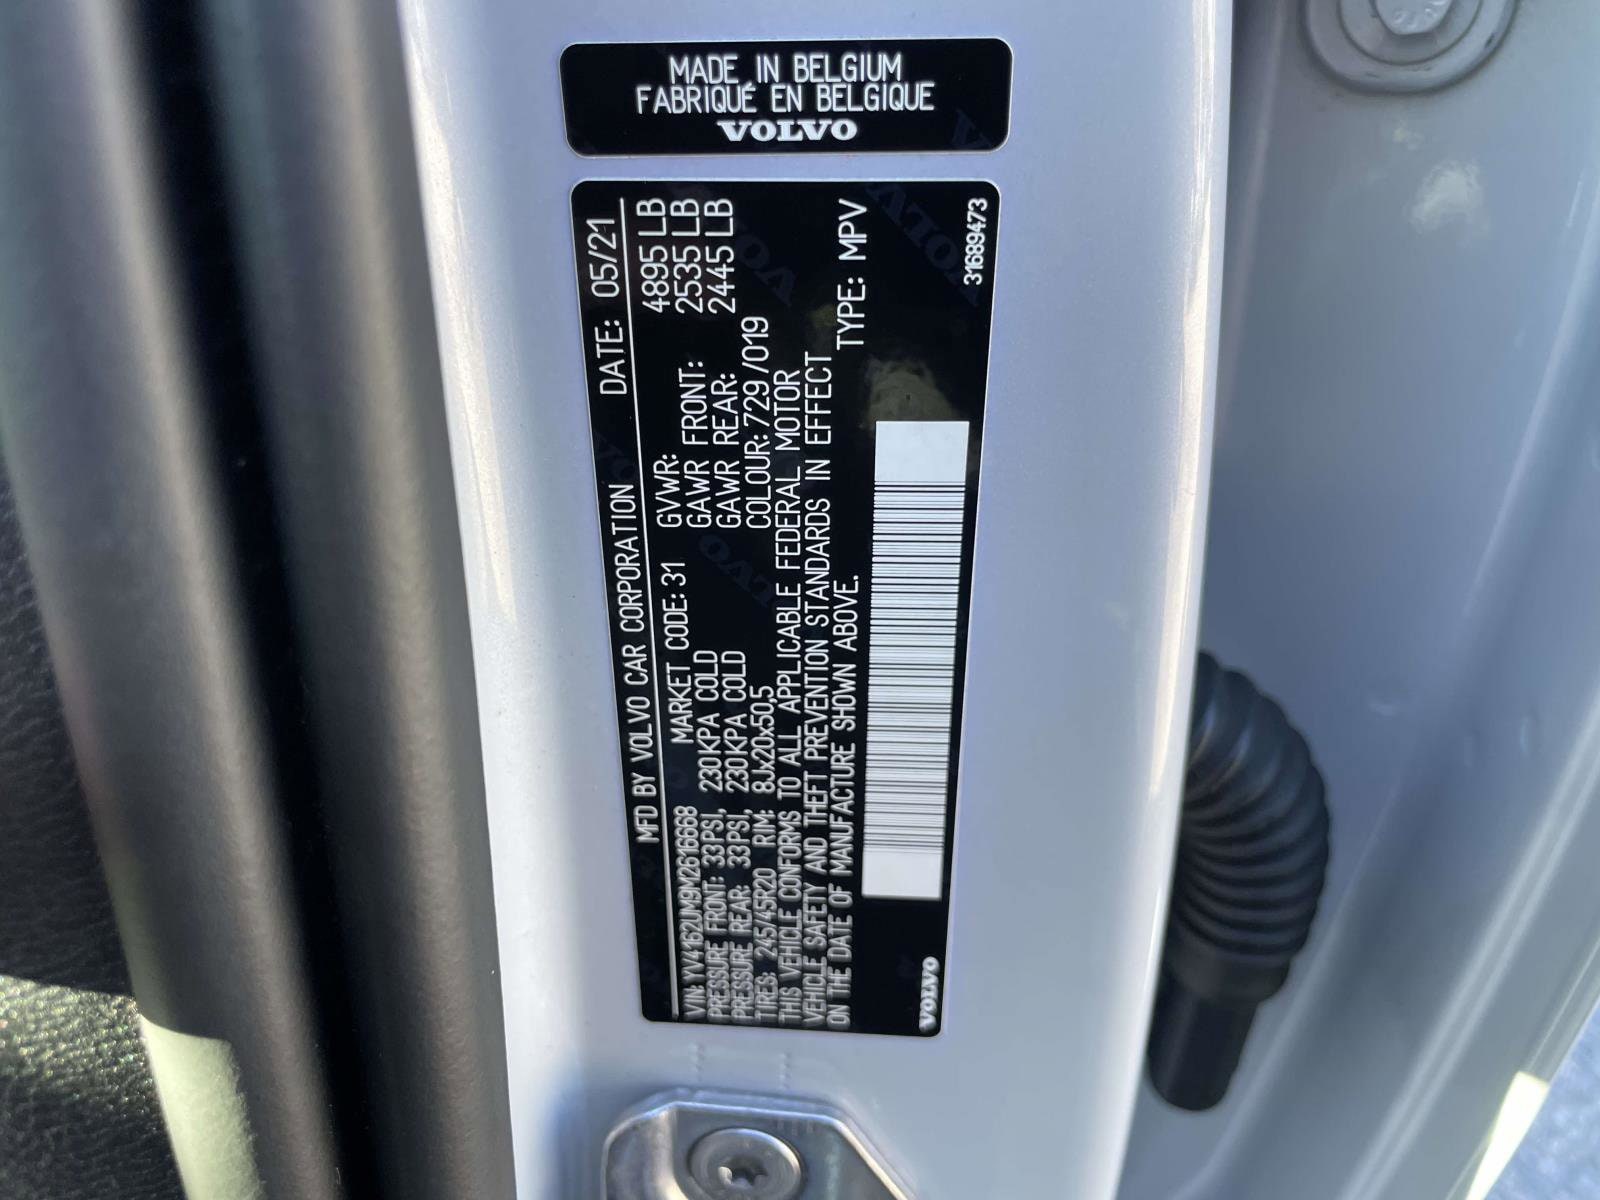 MADE IN BELGIUM
FABRIQUÉ EN BELGIQUE
VOLVO
MFD BY VOLVO CAR CORPORATION DATE: 05/21
VIN: YV4162UM9M2616668 MARKET CODE: 31 GVWR: 4895 LB
PRESSURE FRONT: 33PSI, 230KPA COLD GAWR FRONT: 2535 LB
PRESSURE REAR: 33PSI, 230KPA COLD GAWR REAR: 2445 LB
TIRES: 245/45R20 RIM: 8Jx20x50,5 COLOUR: 729/019
THIS VEHICLE CONFORMS TO ALL APPLICABLE FEDERAL MOTOR
VEHICLE SAFETY AND THEFT PREVENTION STANDARDS IN EFFECT
ON THE DATE OF MANUFACTURE SHOWN ABOVE. TYPE: MPV
VOLVO 31689473